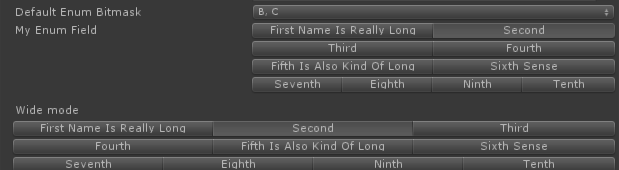 Default Enum Bitmask B, C
My Enum Field First Name Is Really Long Second
Third Fourth
Fifth Is Also Kind Of Long Sixth Sense
Seventh Eighth Ninth Tenth
Wide mode
First Name Is Really Long Second Third
Fourth Fifth Is Also Kind Of Long Sixth Sense
Seventh Eighth Ninth Tenth